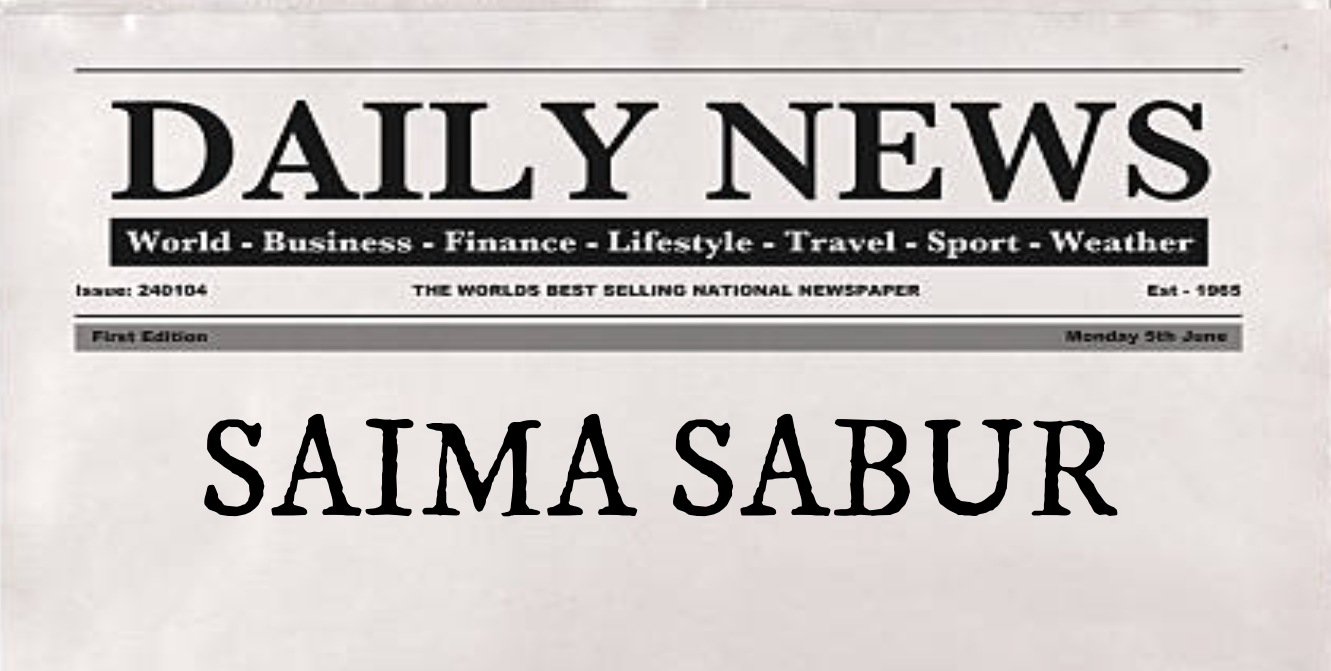 DAILY NEWS
World - Business - Finance - Lifestyle - Travel - Sport - Weather
Issue: 240104 THE WORLDS BEST SELLING NATIONAL NEWSPAPER Est - 1965
First Edition Monday 5th June
SAIMA SABUR